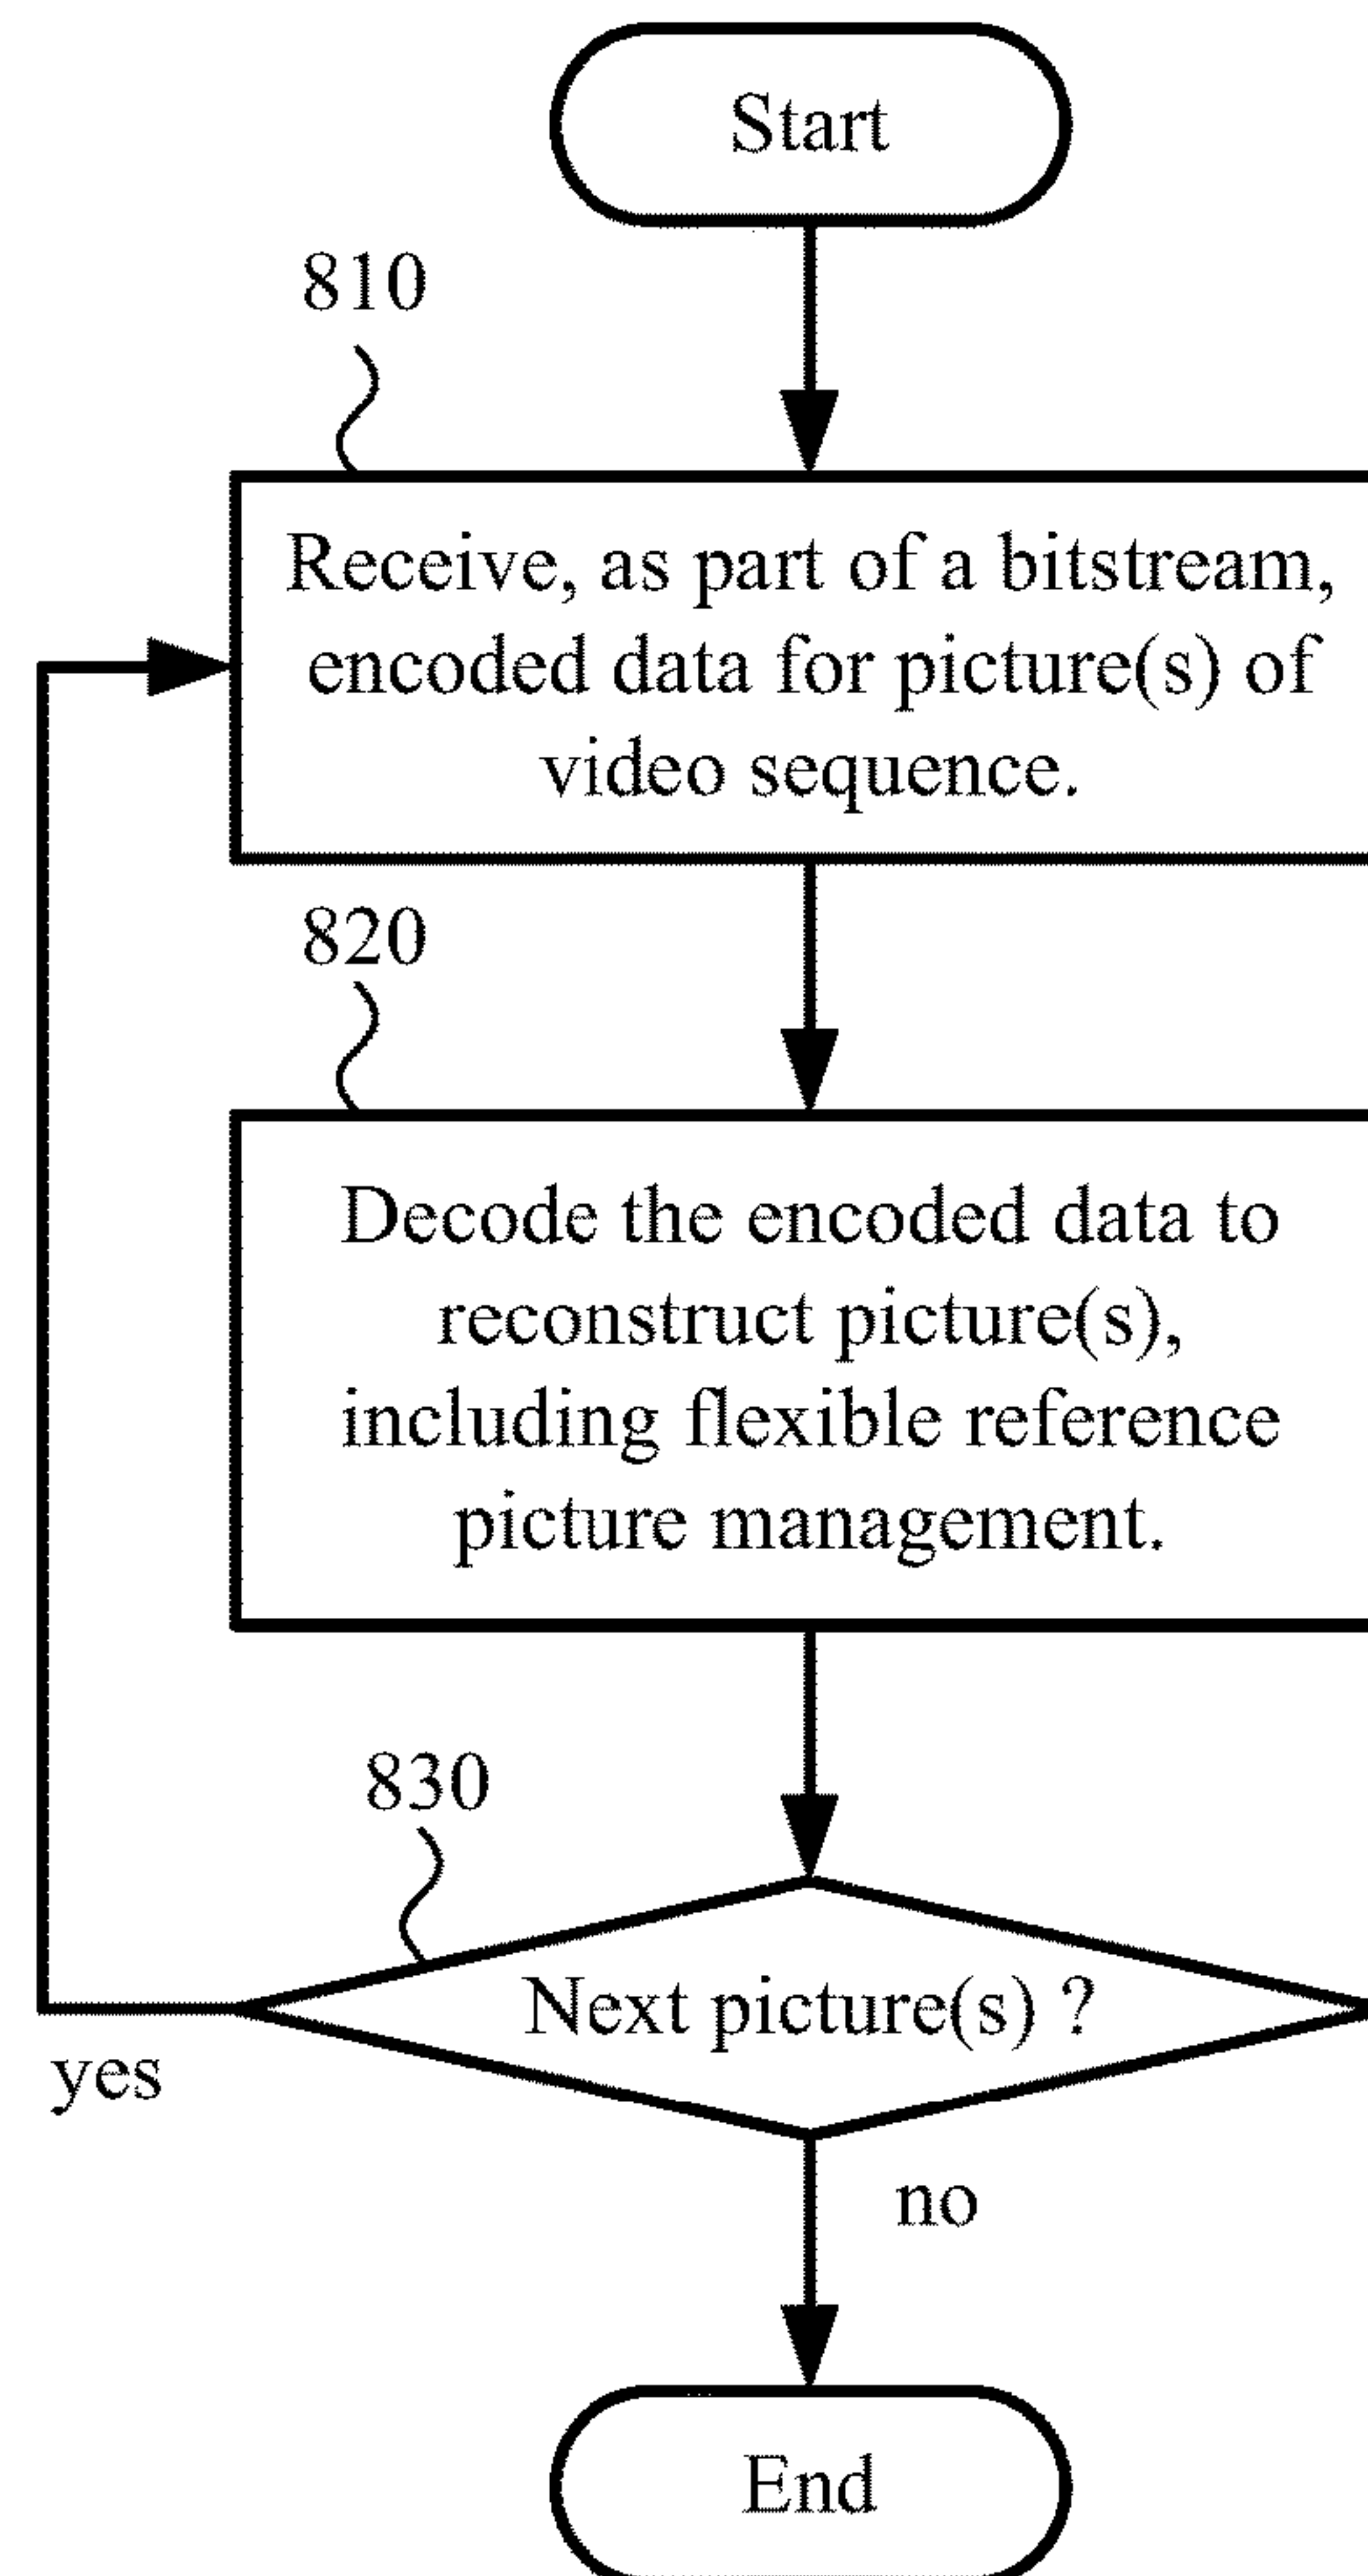 Start
810
Receive, as part of a bitstream,
encoded data for picture(s) of
video sequence.
820
Decode the encoded data to
reconstruct picture(s),
including flexible reference
picture management.
830
Next picture(s) ?
yes
no
End